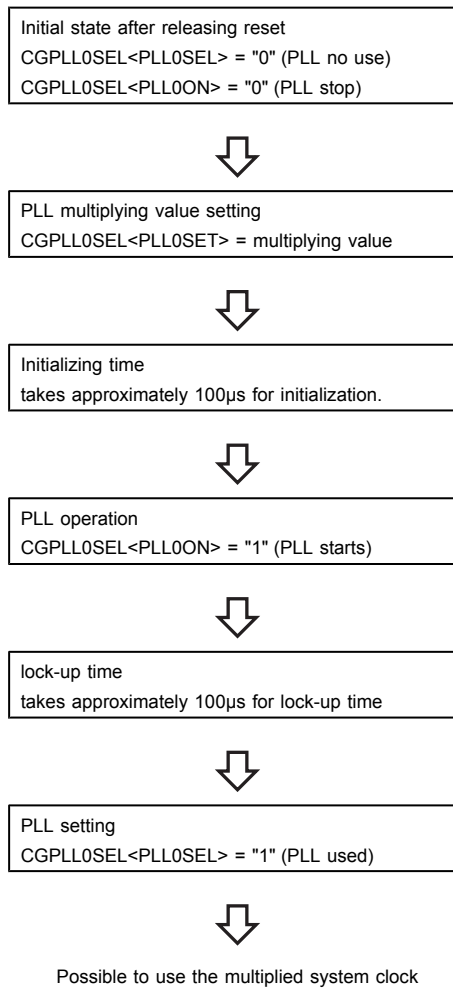 Initial state after releasing reset
CGPLL0SEL<PLL0SEL> = "0" (PLL no use)
CGPLL0SEL<PLL0ON> = "0" (PLL stop)
PLL multiplying value setting
CGPLL0SEL<PLL0SET> = multiplying value
Initializing time
takes approximately 100μs for initialization.
PLL operation
CGPLL0SEL<PLL0ON> = "1" (PLL starts)
lock-up time
takes approximately 100μs for lock-up time
PLL setting
CGPLL0SEL<PLL0SEL> = "1" (PLL used)
Possible to use the multiplied system clock